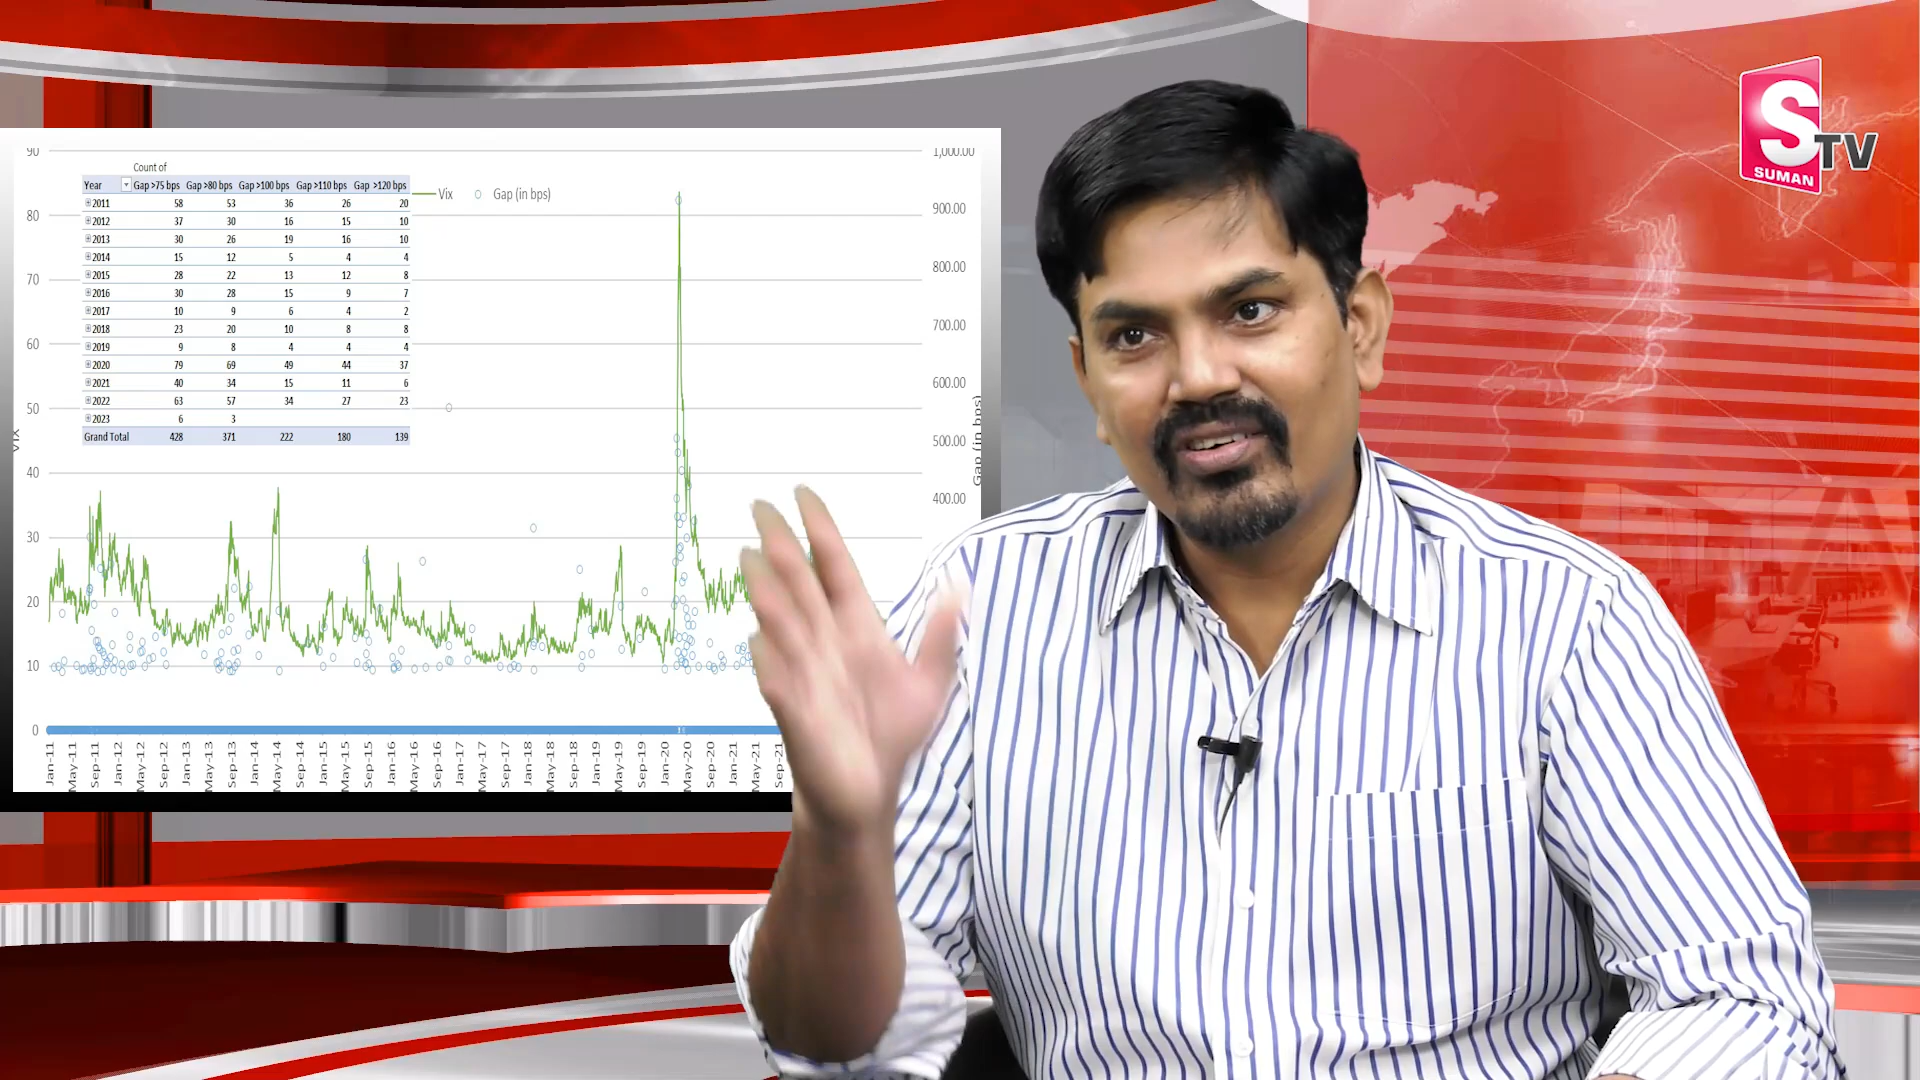 90
80
70
60
50
40
30
20
10
0
Vix
Count of
Year Gap >75 bps Gap >80 bps Gap >100 bps Gap >110 bps Gap >120 bps
2011 58 53 36 26 20
2012 37 30 16 15 10
2013 30 26 19 16 10
2014 15 12 5 4 4
2015 28 22 13 12 8
2016 30 28 15 9 7
2017 10 9 6 4 2
2018 23 20 10 8 8
2019 9 8 4 4 4
2020 79 69 49 44 37
2021 40 34 15 11 6
2022 63 57 34 27 23
2023 6 3
Grand Total 428 371 222 180 139
Vix Gap (in bps)
1,000.00
900.00
800.00
700.00
600.00
500.00
400.00
Gap (in bps)
Jan-11 May-11 Sep-11 Jan-12 May-12 Sep-12 Jan-13 May-13 Sep-13 Jan-14 May-14 Sep-14 Jan-15 May-15 Sep-15 Jan-16 May-16 Sep-16 Jan-17 May-17 Sep-17 Jan-18 May-18 Sep-18 Jan-19 May-19 Sep-19 Jan-20 May-20 Sep-20 Jan-21 May-21 Sep-21
S TV
SUMAN